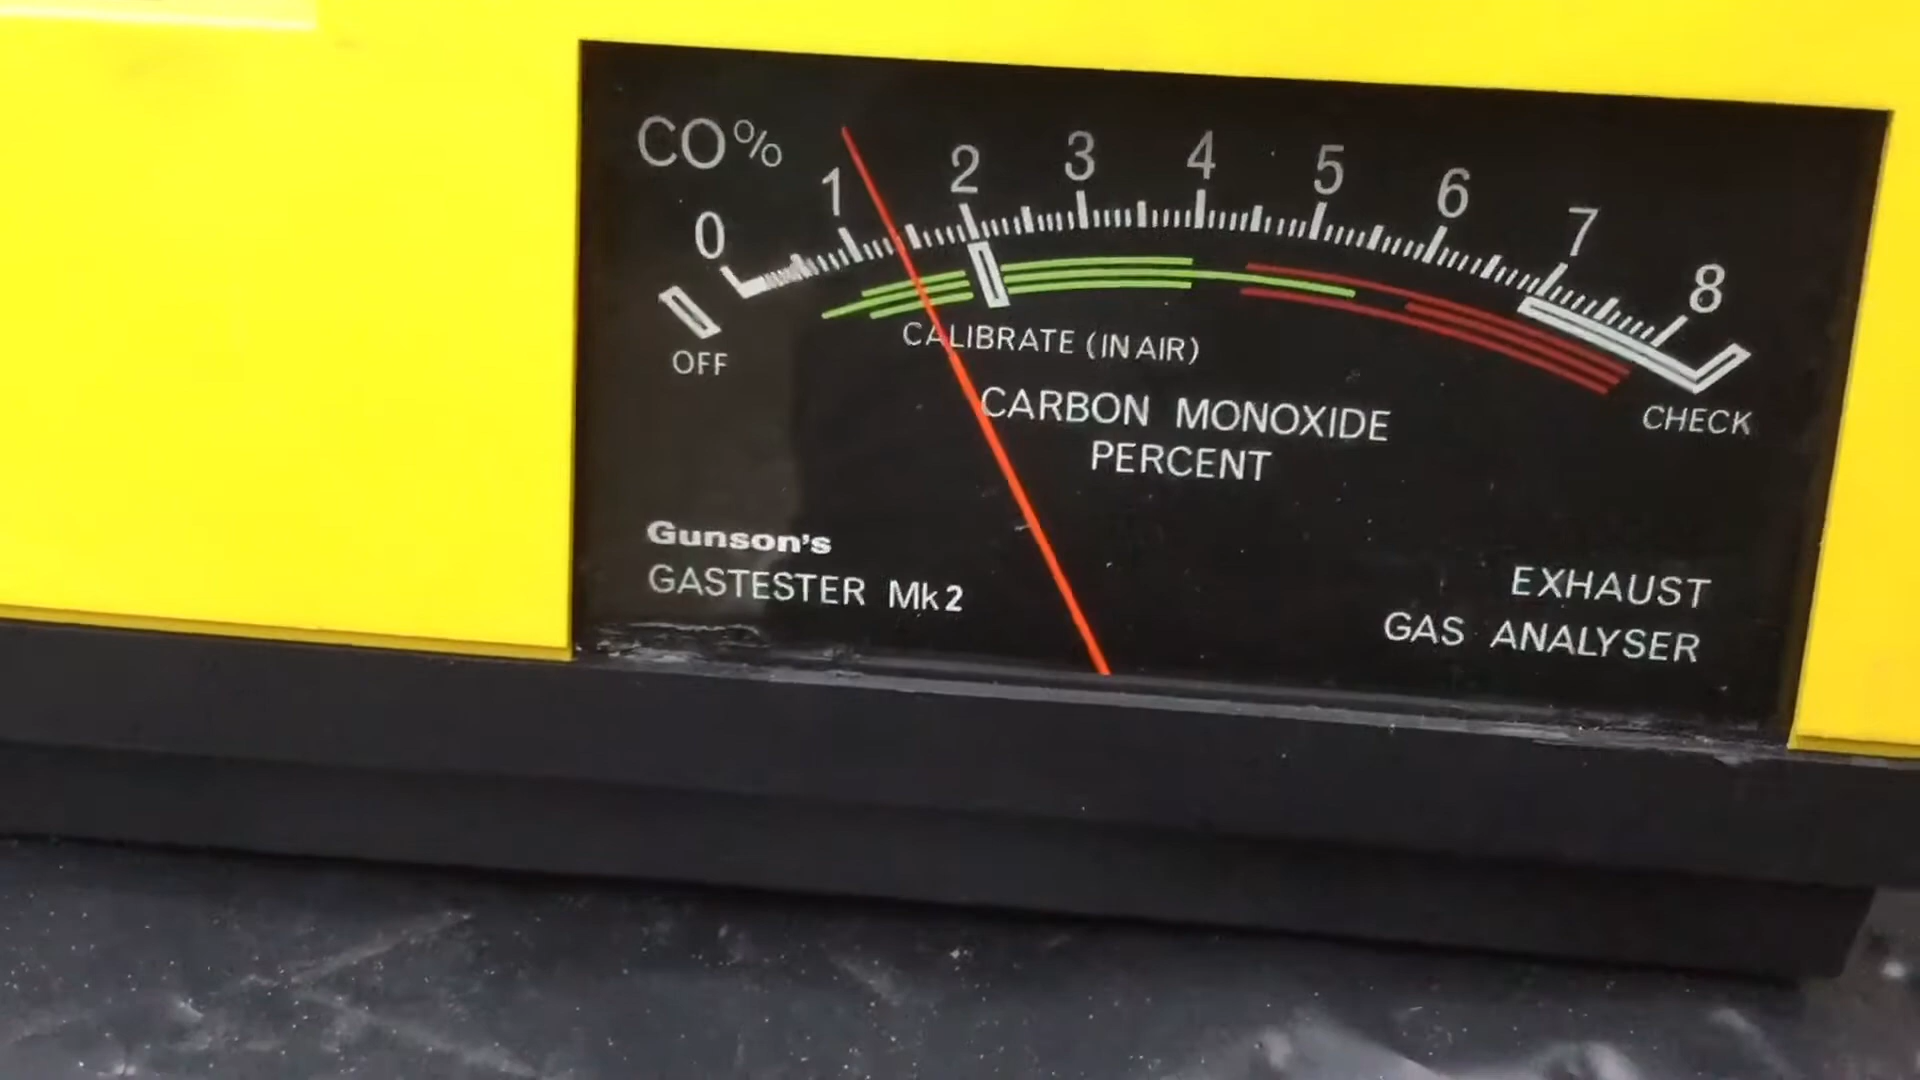 CO%
0 1 2 3 4 5 6 7 8
OFF
CALIBRATE (IN AIR)
CHECK
CARBON MONOXIDE
PERCENT
Gunson's
GASTESTER Mk2
EXHAUST
GAS ANALYSER